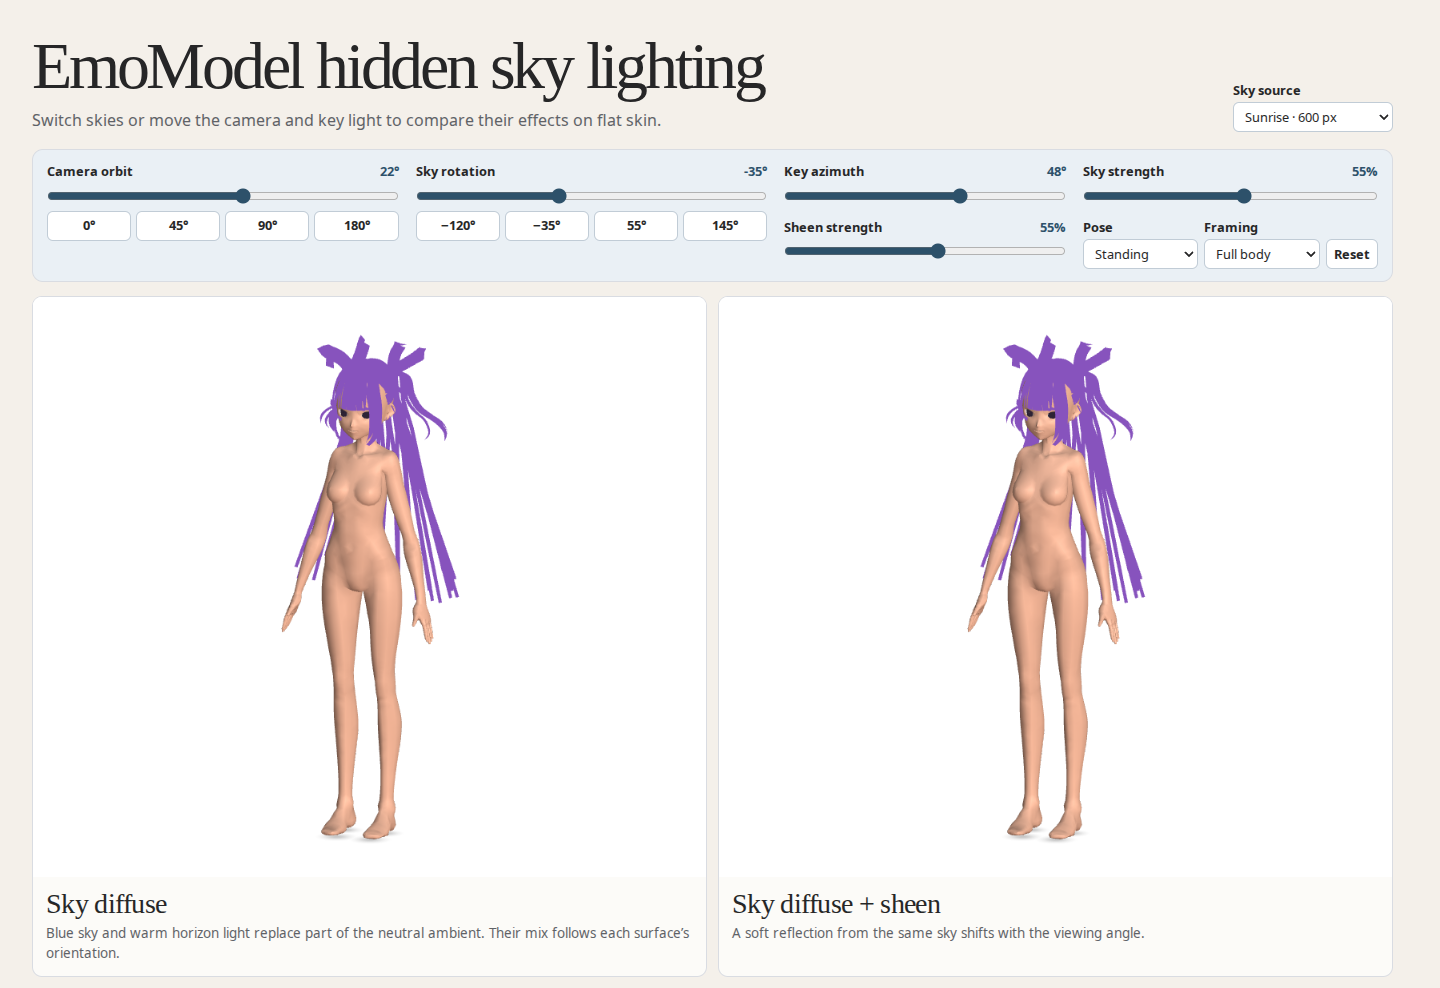 EmoModel hidden sky lighting
Switch skies or move the camera and key light to compare their effects on flat skin.
Sky source
Sunrise · 600 px
Camera orbit 22°
0° 45° 90° 180°
Sky rotation -35°
−120° −35° 55° 145°
Key azimuth 48°
Sheen strength 55%
Sky strength 55%
Pose Framing
Standing Full body Reset
Sky diffuse
Blue sky and warm horizon light replace part of the neutral ambient. Their mix follows each surface’s
orientation.
Sky diffuse + sheen
A soft reflection from the same sky shifts with the viewing angle.